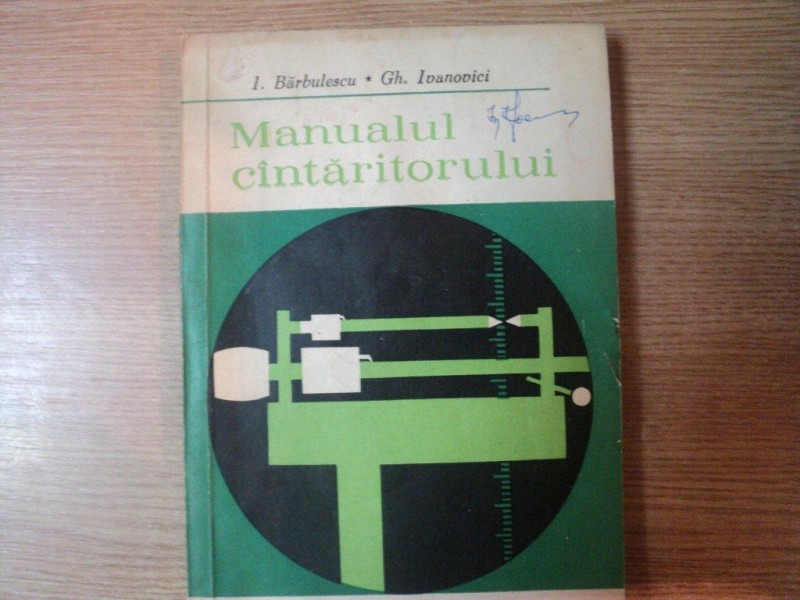 I. Bărbulescu * Gh. Ivanovici
Manualul
cîntăritorului